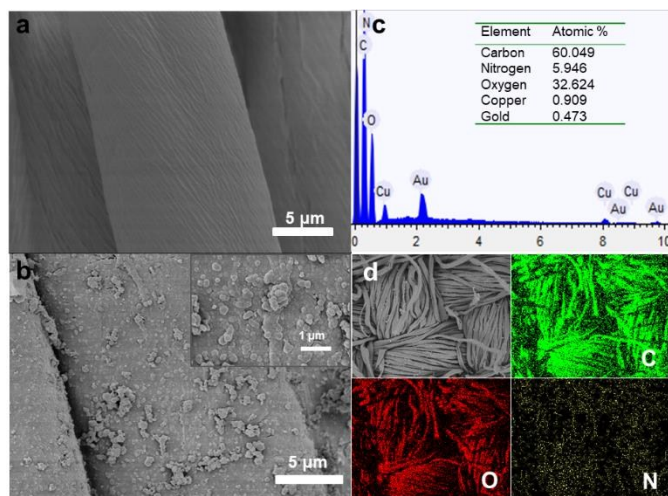 a
5 µm
b
1 µm
5 µm
c
N
C
O
Cu
Au
Cu
Cu
Au
Au
0 2 4 6 8 10
Element Atomic %
Carbon 60.049
Nitrogen 5.946
Oxygen 32.624
Copper 0.909
Gold 0.473
d
C
O
N